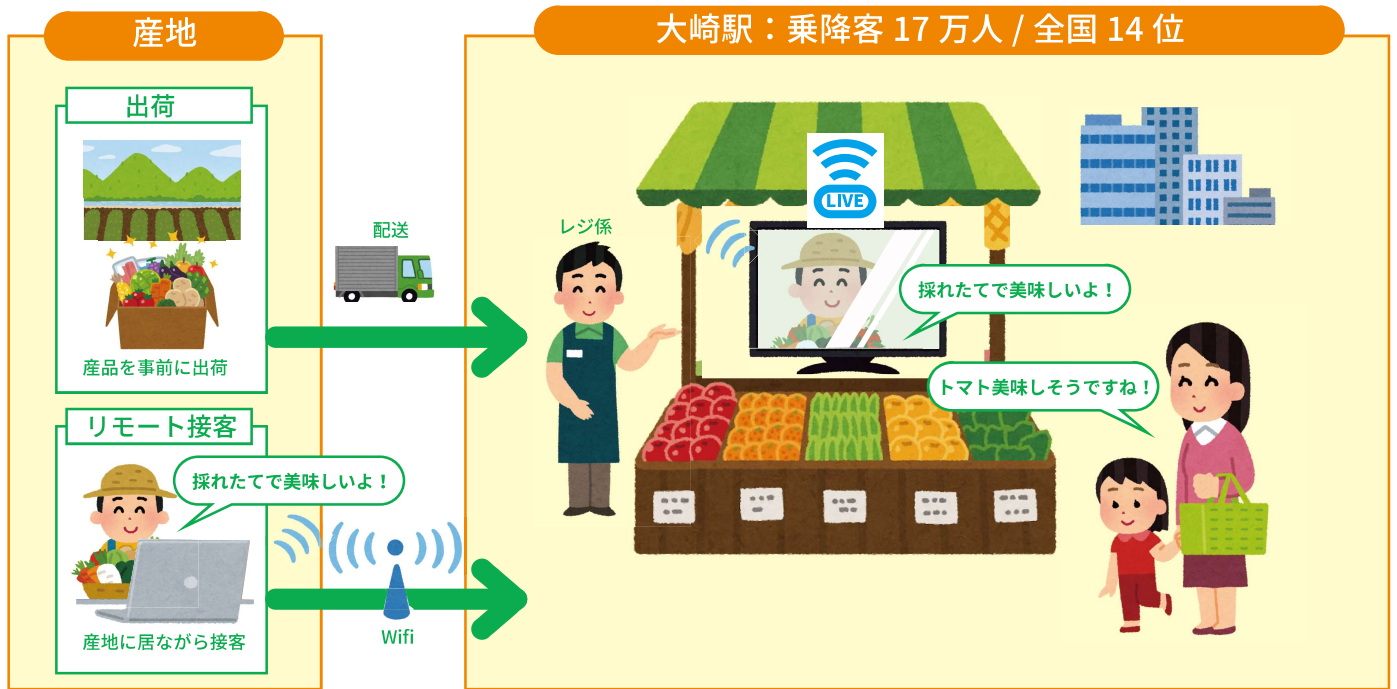 産地
大崎駅：乗降客 17 万人 / 全国 14 位
出荷
産品を事前に出荷
配送
レジ係
LIVE
採れたてで美味しいよ！
トマト美味しそうですね！
リモート接客
採れたてで美味しいよ！
産地に居ながら接客
Wifi